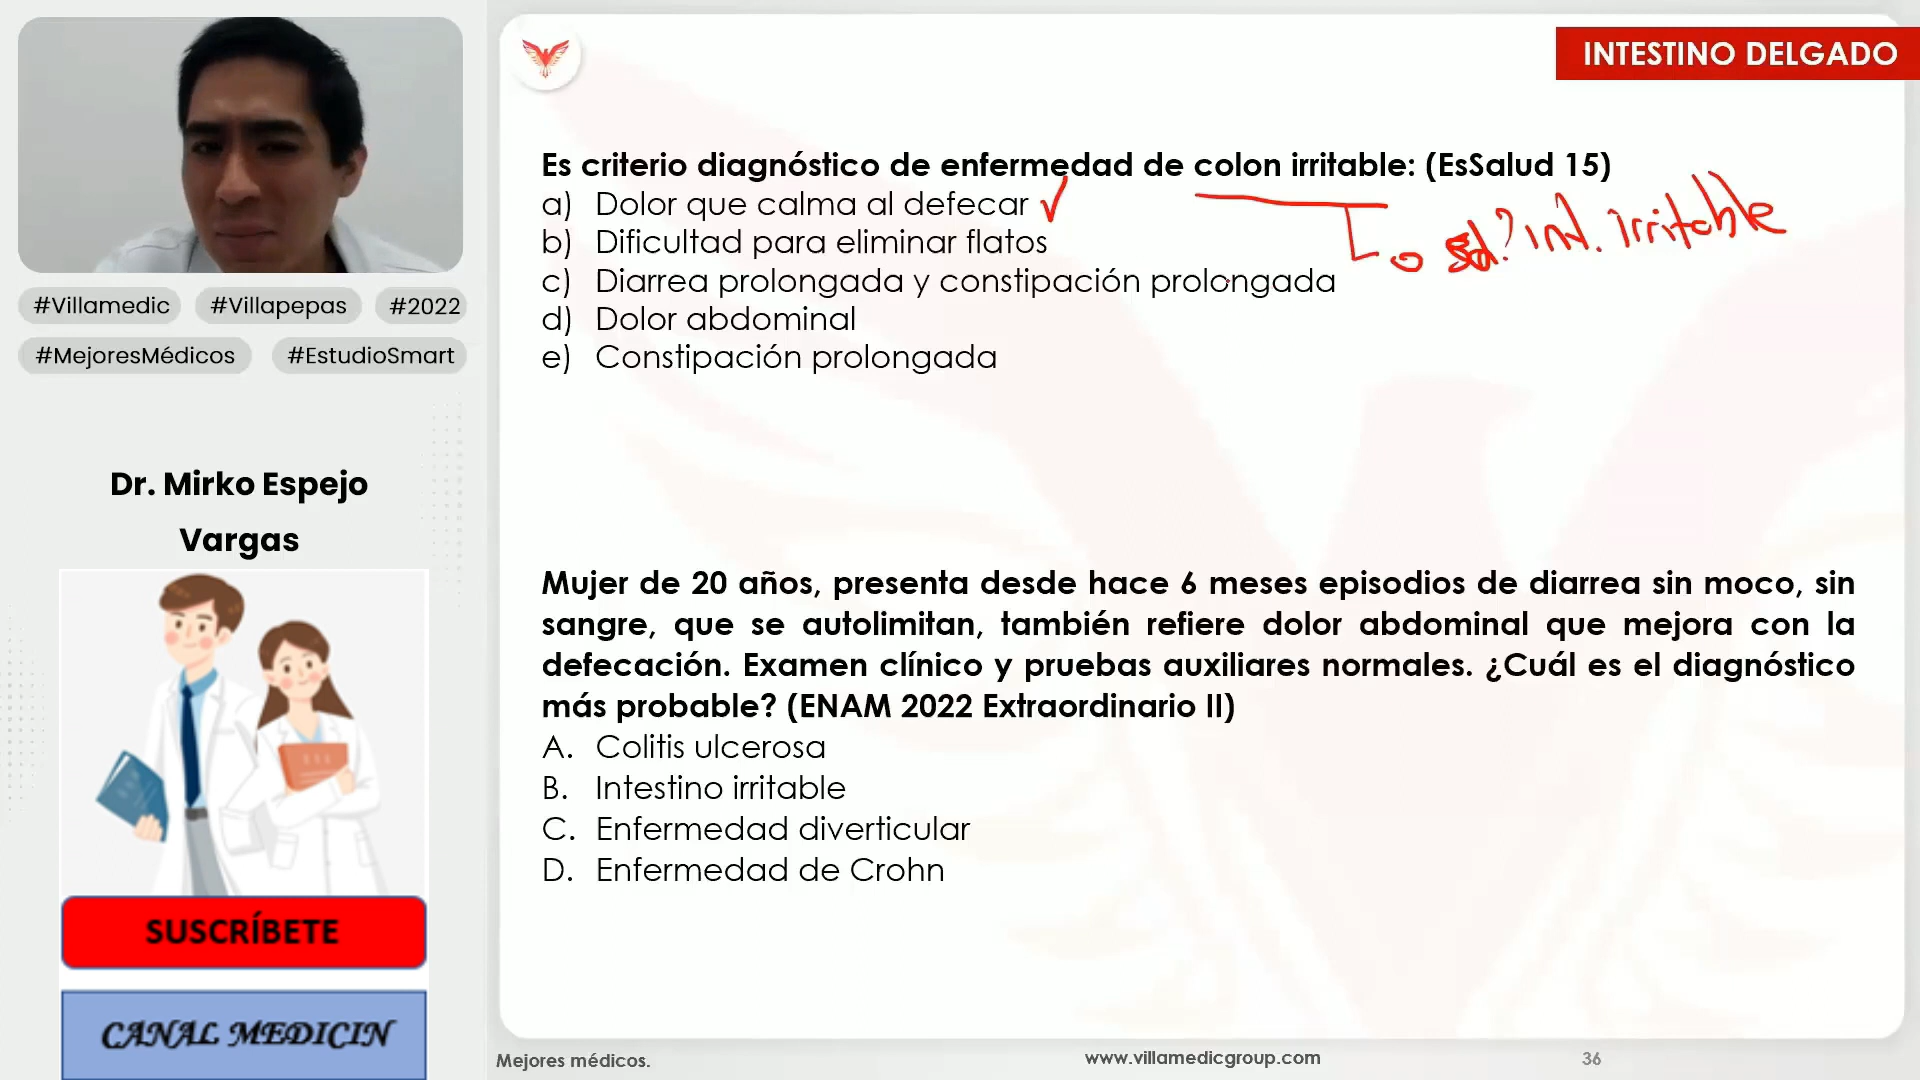 INTESTINO DELGADO
Es criterio diagnóstico de enfermedad de colon irritable: (EsSalud 15)
a) Dolor que calma al defecar ✓
b) Dificultad para eliminar flatos
o sd? int. irritable
c) Diarrea prolongada y constipación prolongada
d) Dolor abdominal
e) Constipación prolongada
#Villamedic #Villapepas #2022
#MejoresMédicos #EstudioSmart
Dr. Mirko Espejo
Vargas
Mujer de 20 años, presenta desde hace 6 meses episodios de diarrea sin moco, sin
sangre, que se autolimitan, también refiere dolor abdominal que mejora con la
defecación. Examen clínico y pruebas auxiliares normales. ¿Cuál es el diagnóstico
más probable? (ENAM 2022 Extraordinario II)
A. Colitis ulcerosa
B. Intestino irritable
C. Enfermedad diverticular
D. Enfermedad de Crohn
SUSCRÍBETE
CANAL MEDICIN
Mejores médicos.
www.villamedicgroup.com
36